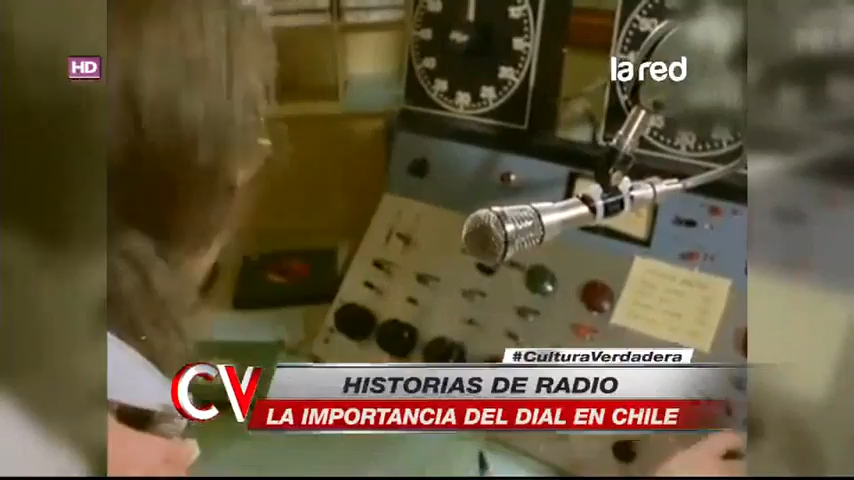 HD
la red
#CulturaVerdadera
CV
HISTORIAS DE RADIO
LA IMPORTANCIA DEL DIAL EN CHILE